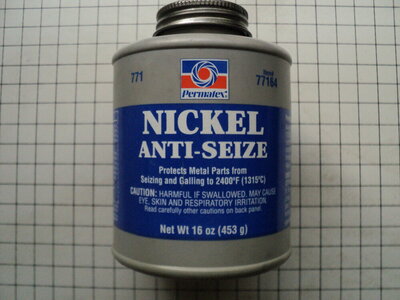 771
Item#
77164
Permatex®
NICKEL
ANTI-SEIZE
Protects Metal Parts from
Seizing and Galling to 2400°F (1315°C)
CAUTION: HARMFUL IF SWALLOWED. MAY CAUSE
EYE, SKIN AND RESPIRATORY IRRITATION.
Read carefully other cautions on back panel.
Net Wt 16 oz (453 g)